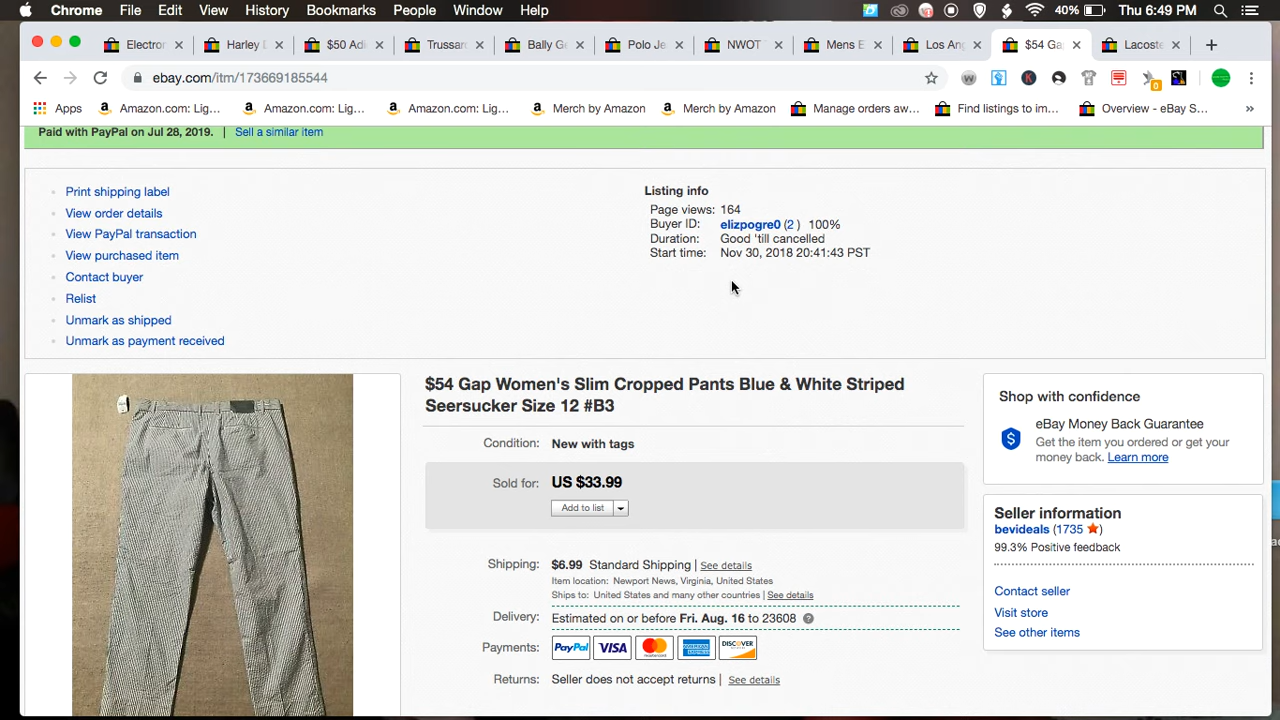 Chrome File Edit View History Bookmarks People Window Help 40% Thu 6:49 PM
Electron Harley D $50 Adi Trussar Bally G NWOT Polo Je Mens E Los An $54 Ga Lacoste
ebay.com/itm/173669185544
Apps Amazon.com: Lig... Amazon.com: Lig... Amazon.com: Lig... Merch by Amazon Merch by Amazon Manage orders aw... Find listings to im... Overview - eBay S... »
Paid with PayPal on Jul 28, 2019. | Sell a similar item
Print shipping label
View order details
View PayPal transaction
View purchased item
Contact buyer
Relist
Unmark as shipped
Unmark as payment received
Listing info
Page views: 164
Buyer ID: elizpogre0 (2 ) 100%
Duration: Good 'till cancelled
Start time: Nov 30, 2018 20:41:43 PST
$54 Gap Women's Slim Cropped Pants Blue & White Striped
Seersucker Size 12 #B3
Condition: New with tags
Sold for: US $33.99
Add to list
Shipping: $6.99 Standard Shipping | See details
Item location: Newport News, Virginia, United States
Ships to: United States and many other countries | See details
Delivery: Estimated on or before Fri. Aug. 16 to 23608
Payments: PayPal VISA MasterCard AMERICAN EXPRESS DISCOVER
Returns: Seller does not accept returns | See details
Shop with confidence
eBay Money Back Guarantee
Get the item you ordered or get your
money back. Learn more
Seller information
bevideals (1735 )
99.3% Positive feedback
Contact seller
Visit store
See other items